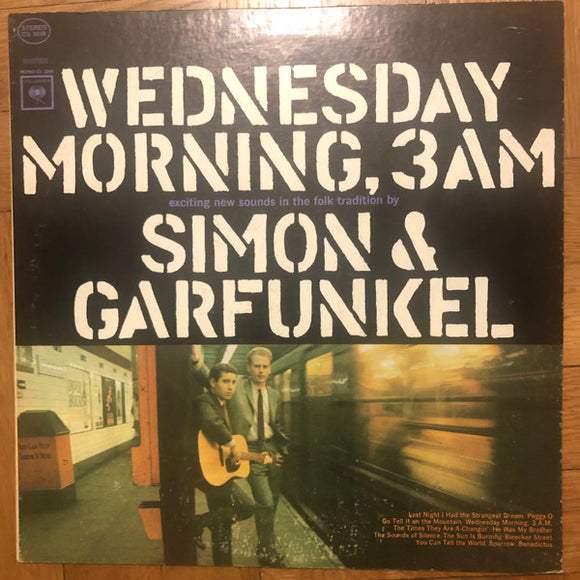 STEREO
WEDNESDAY
MORNING, 3AM
exciting new sounds in the folk tradition by
SIMON &
GARFUNKEL
Last Night I Had the Strangest Dream Peggy-O
Go Tell It on the Mountain Wednesday Morning, 3 A.M.
The Times They Are A-Changin' He Was My Brother
The Sounds of Silence The Sun Is Burning Bleecker Street
You Can Tell the World Sparrow Benedictus